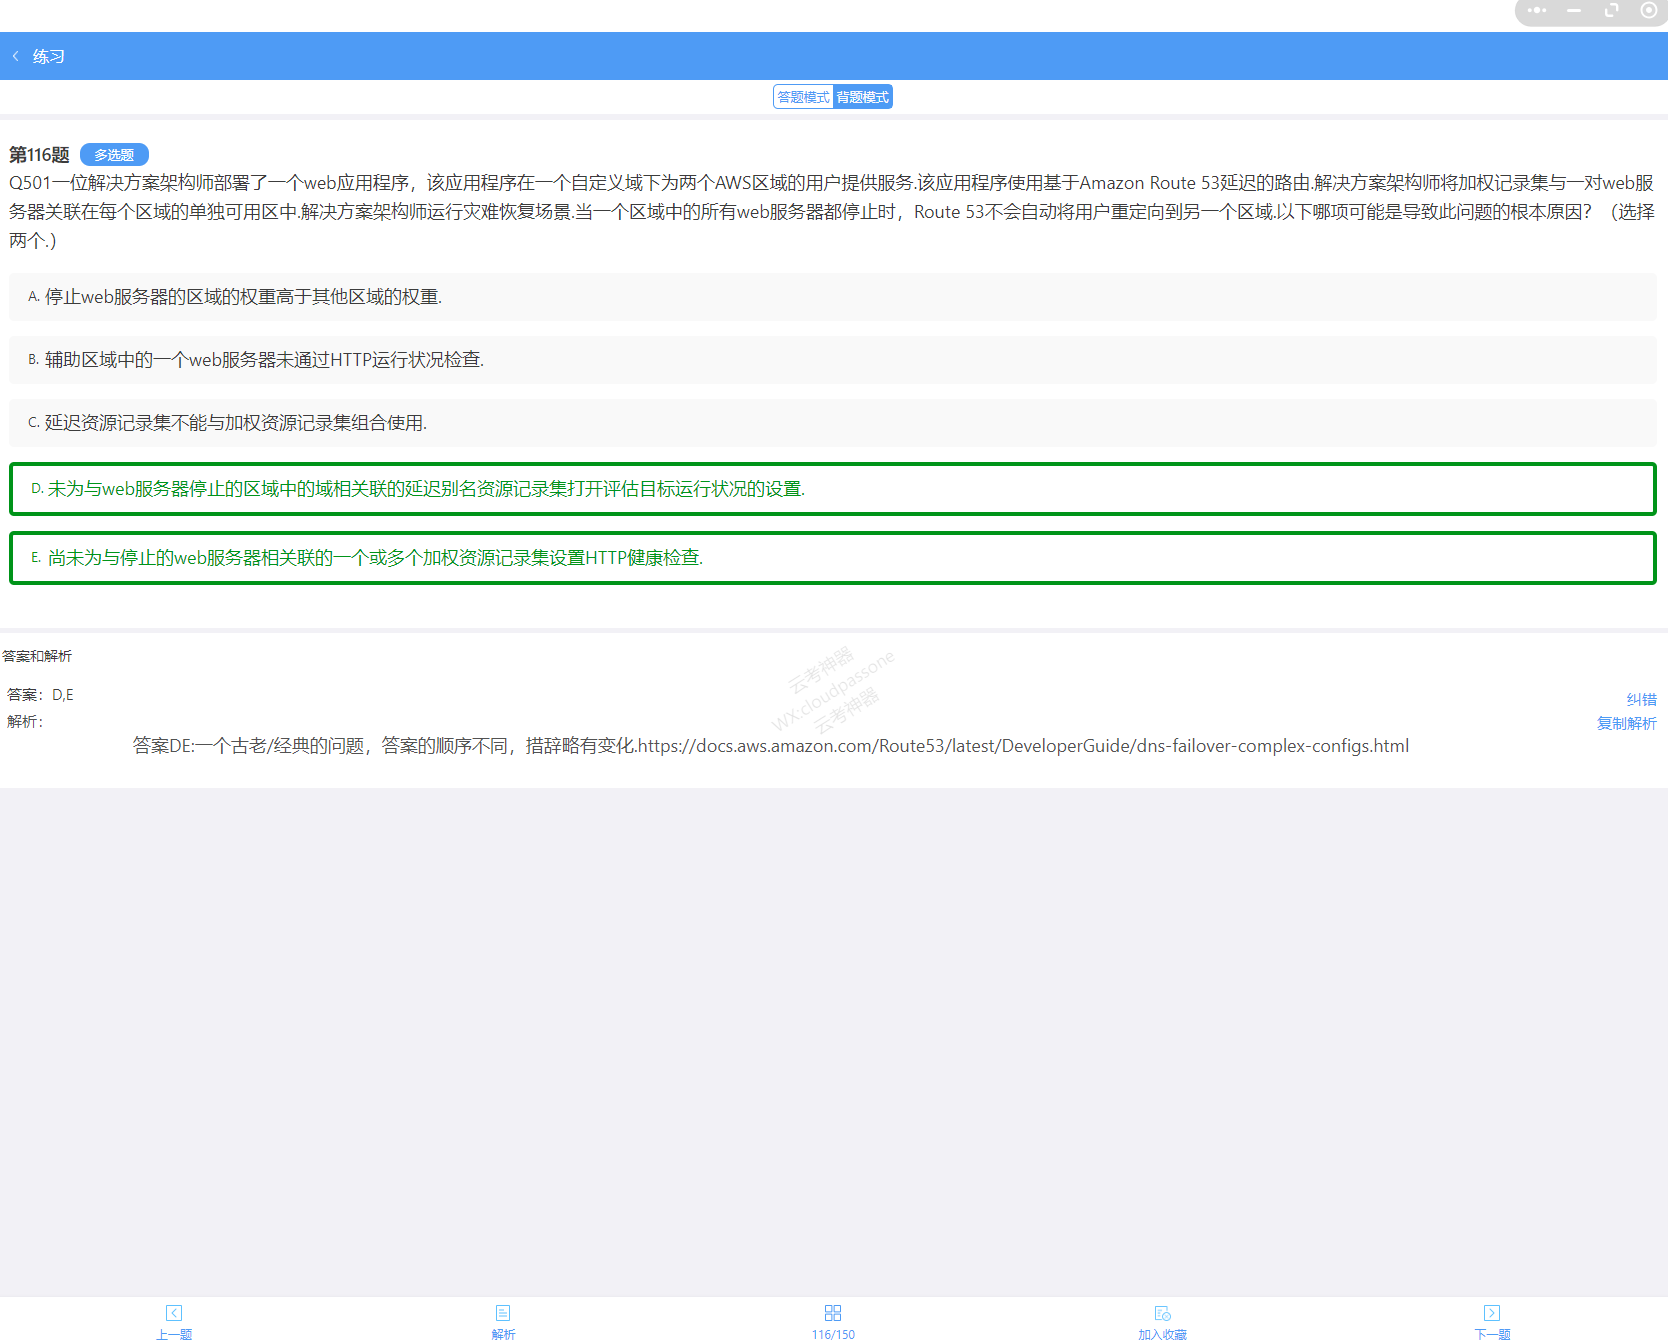 练习
答题模式 背题模式
第116题 多选题
Q501一位解决方案架构师部署了一个web应用程序，该应用程序在一个自定义域下为两个AWS区域的用户提供服务.该应用程序使用基于Amazon Route 53延迟的路由.解决方案架构师将加权记录集与一对web服
务器关联在每个区域的单独可用区中.解决方案架构师运行灾难恢复场景.当一个区域中的所有web服务器都停止时，Route 53不会自动将用户重定向到另一个区域.以下哪项可能是导致此问题的根本原因？（选择
两个.）
A. 停止web服务器的区域的权重高于其他区域的权重.
B. 辅助区域中的一个web服务器未通过HTTP运行状况检查.
C. 延迟资源记录集不能与加权资源记录集组合使用.
D. 未为与web服务器停止的区域中的域相关联的延迟别名资源记录集打开评估目标运行状况的设置.
E. 尚未为与停止的web服务器相关联的一个或多个加权资源记录集设置HTTP健康检查.
答案和解析
云考神器
WX:cloudpassone
云考神器
答案：D,E
纠错
解析：
复制解析
答案DE:一个古老/经典的问题，答案的顺序不同，措辞略有变化.https://docs.aws.amazon.com/Route53/latest/DeveloperGuide/dns-failover-complex-configs.html
上一题 解析 116/150 加入收藏 下一题